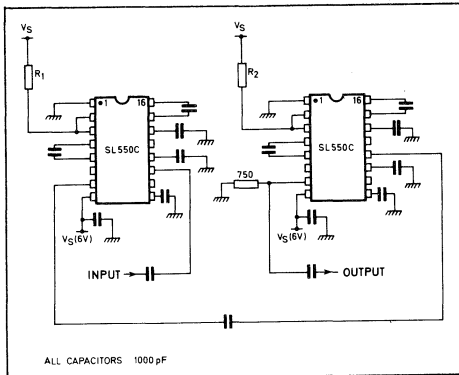 VS VS
R1 R2
1 16 1 16
SL550C SL550C
750
VS(6V) VS(6V)
INPUT OUTPUT
ALL CAPACITORS 1000 pF